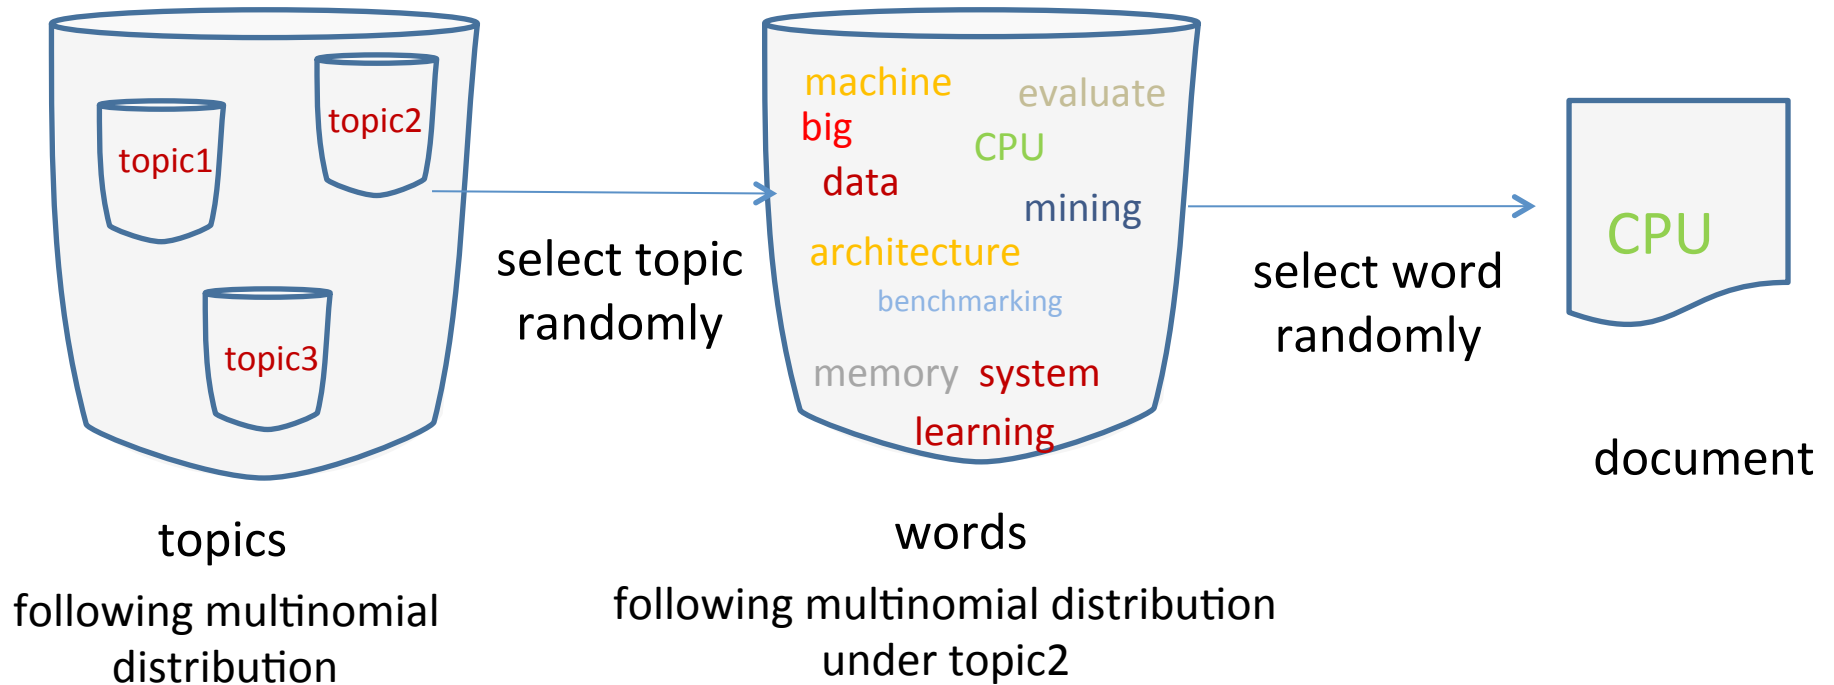 topic1
topic2
topic3
topics
following multinomial
distribution
select topic
randomly
machine
evaluate
big
CPU
data
mining
architecture
benchmarking
memory system
learning
words
following multinomial distribution
under topic2
select word
randomly
CPU
document